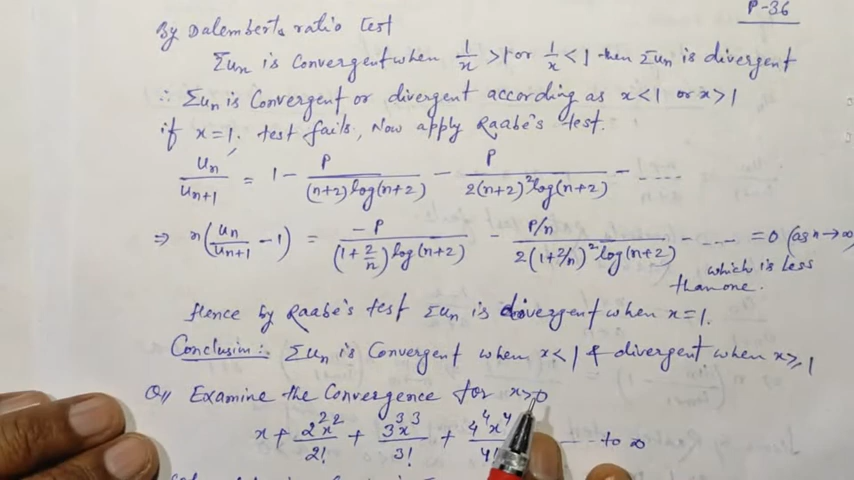 P-36
By Dalemberts ratio test
Σun is Convergent when 1/x >1 or 1/x < 1 then Σun is divergent
∴ Σun is Convergent or divergent according as x<1 or x>1
if x=1, test fails, Now apply Raabe's test.
un/un+1 = 1 - P/((n+2)log(n+2)) - P/(2(n+2)²log(n+2)) - ----
⇒ n(un/un+1 - 1) = -P/((1+2/n)log(n+2)) - P/n/(2(1+2/n)²log(n+2)) - ---- = 0 (as n→∞)
which is less
than one.
Hence by Raabe's test Σun is divergent when x=1.
Conclusion:- Σun is Convergent when x<1 & divergent when x≥1
Q// Examine the Convergence for x>0
x + 2²x²/2! + 3³x³/3! + 4⁴x⁴/4! --- to ∞